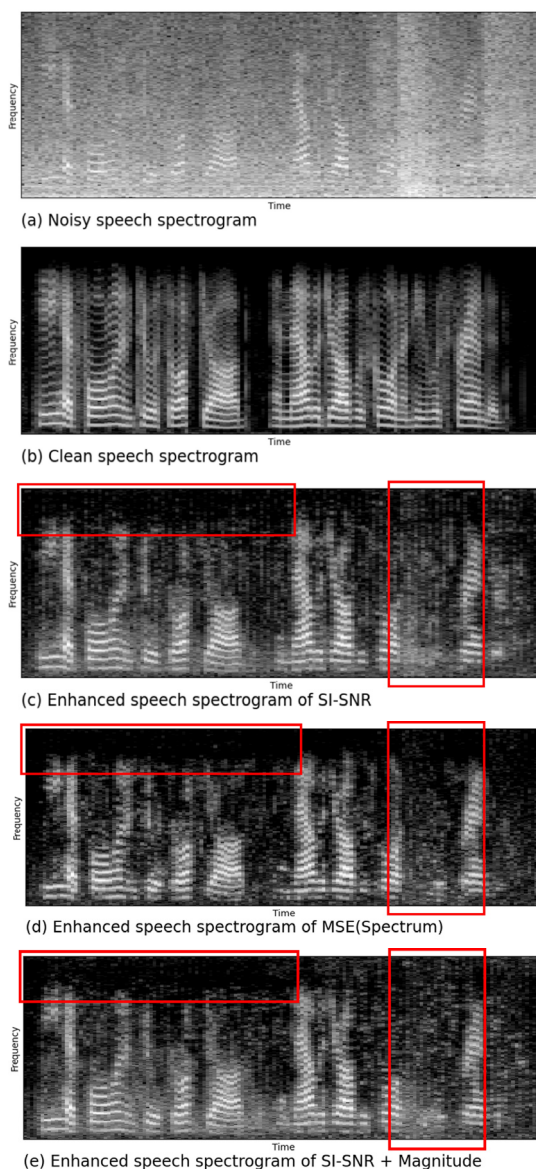 Frequency
Time
(a) Noisy speech spectrogram
Frequency
Time
(b) Clean speech spectrogram
Frequency
Time
(c) Enhanced speech spectrogram of SI-SNR
Frequency
Time
(d) Enhanced speech spectrogram of MSE(Spectrum)
Frequency
Time
(e) Enhanced speech spectrogram of SI-SNR + Magnitude